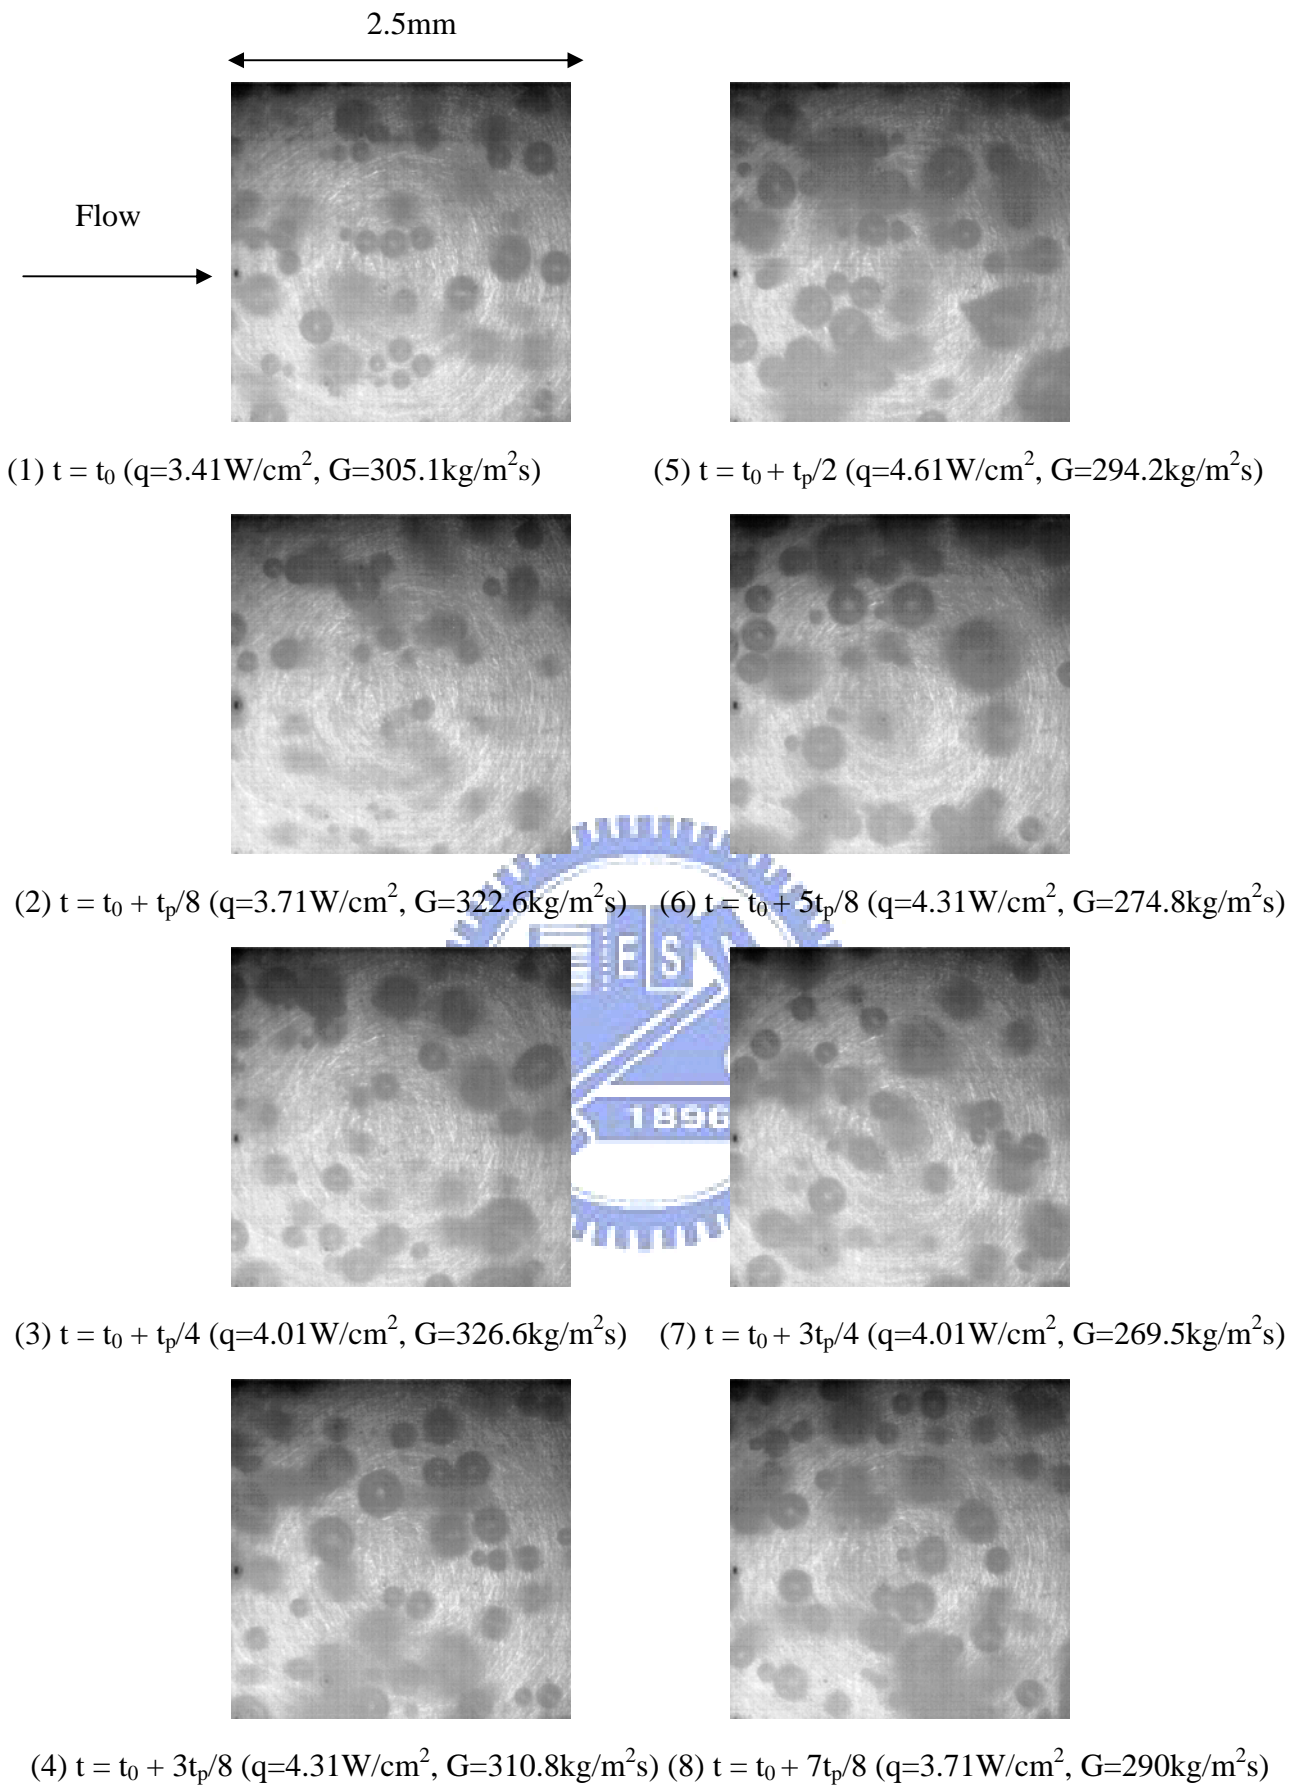 2.5mm
Flow
(1) t = t₀ (q=3.41W/cm², G=305.1kg/m²s)
(5) t = t₀ + tₚ/2 (q=4.61W/cm², G=294.2kg/m²s)
(2) t = t₀ + tₚ/8 (q=3.71W/cm², G=322.6kg/m²s)
(6) t = t₀ + 5tₚ/8 (q=4.31W/cm², G=274.8kg/m²s)
ES
1896
(3) t = t₀ + tₚ/4 (q=4.01W/cm², G=326.6kg/m²s)
(7) t = t₀ + 3tₚ/4 (q=4.01W/cm², G=269.5kg/m²s)
(4) t = t₀ + 3tₚ/8 (q=4.31W/cm², G=310.8kg/m²s)
(8) t = t₀ + 7tₚ/8 (q=3.71W/cm², G=290kg/m²s)